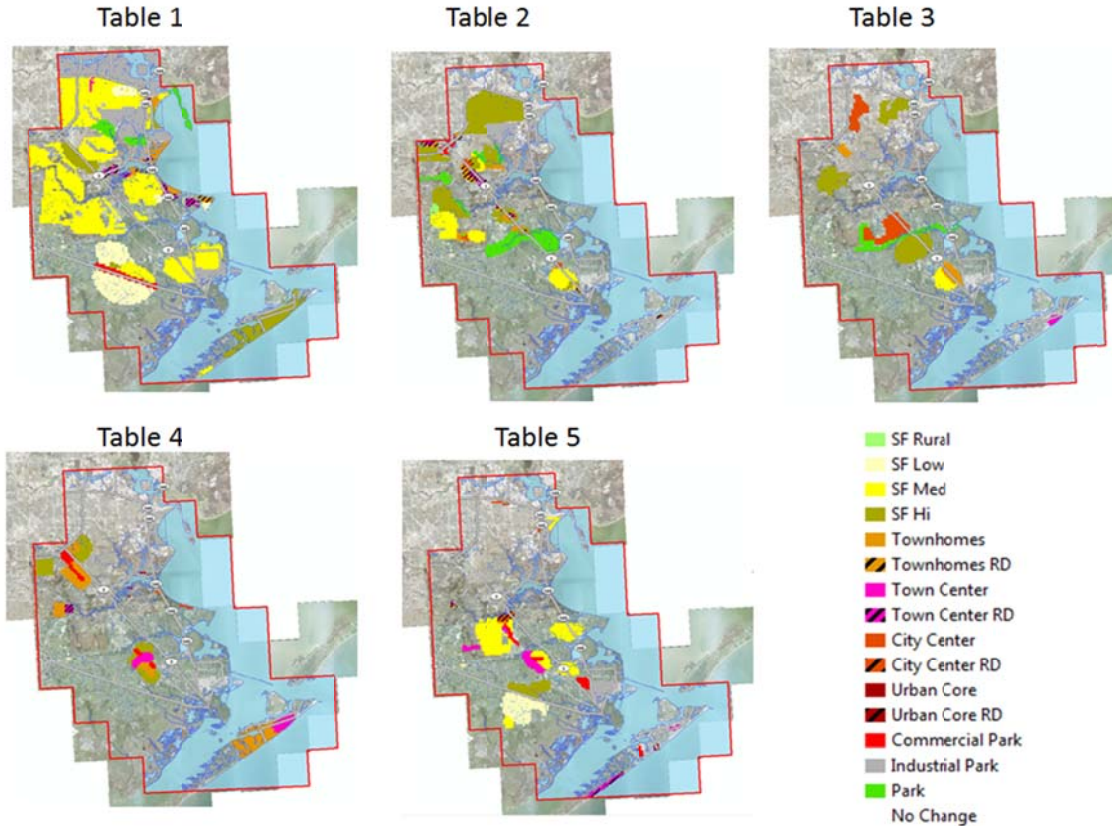 Table 1
Table 2
Table 3
Table 4
Table 5
SF Rural
SF Low
SF Med
SF Hi
Townhomes
Townhomes RD
Town Center
Town Center RD
City Center
City Center RD
Urban Core
Urban Core RD
Commercial Park
Industrial Park
Park
No Change